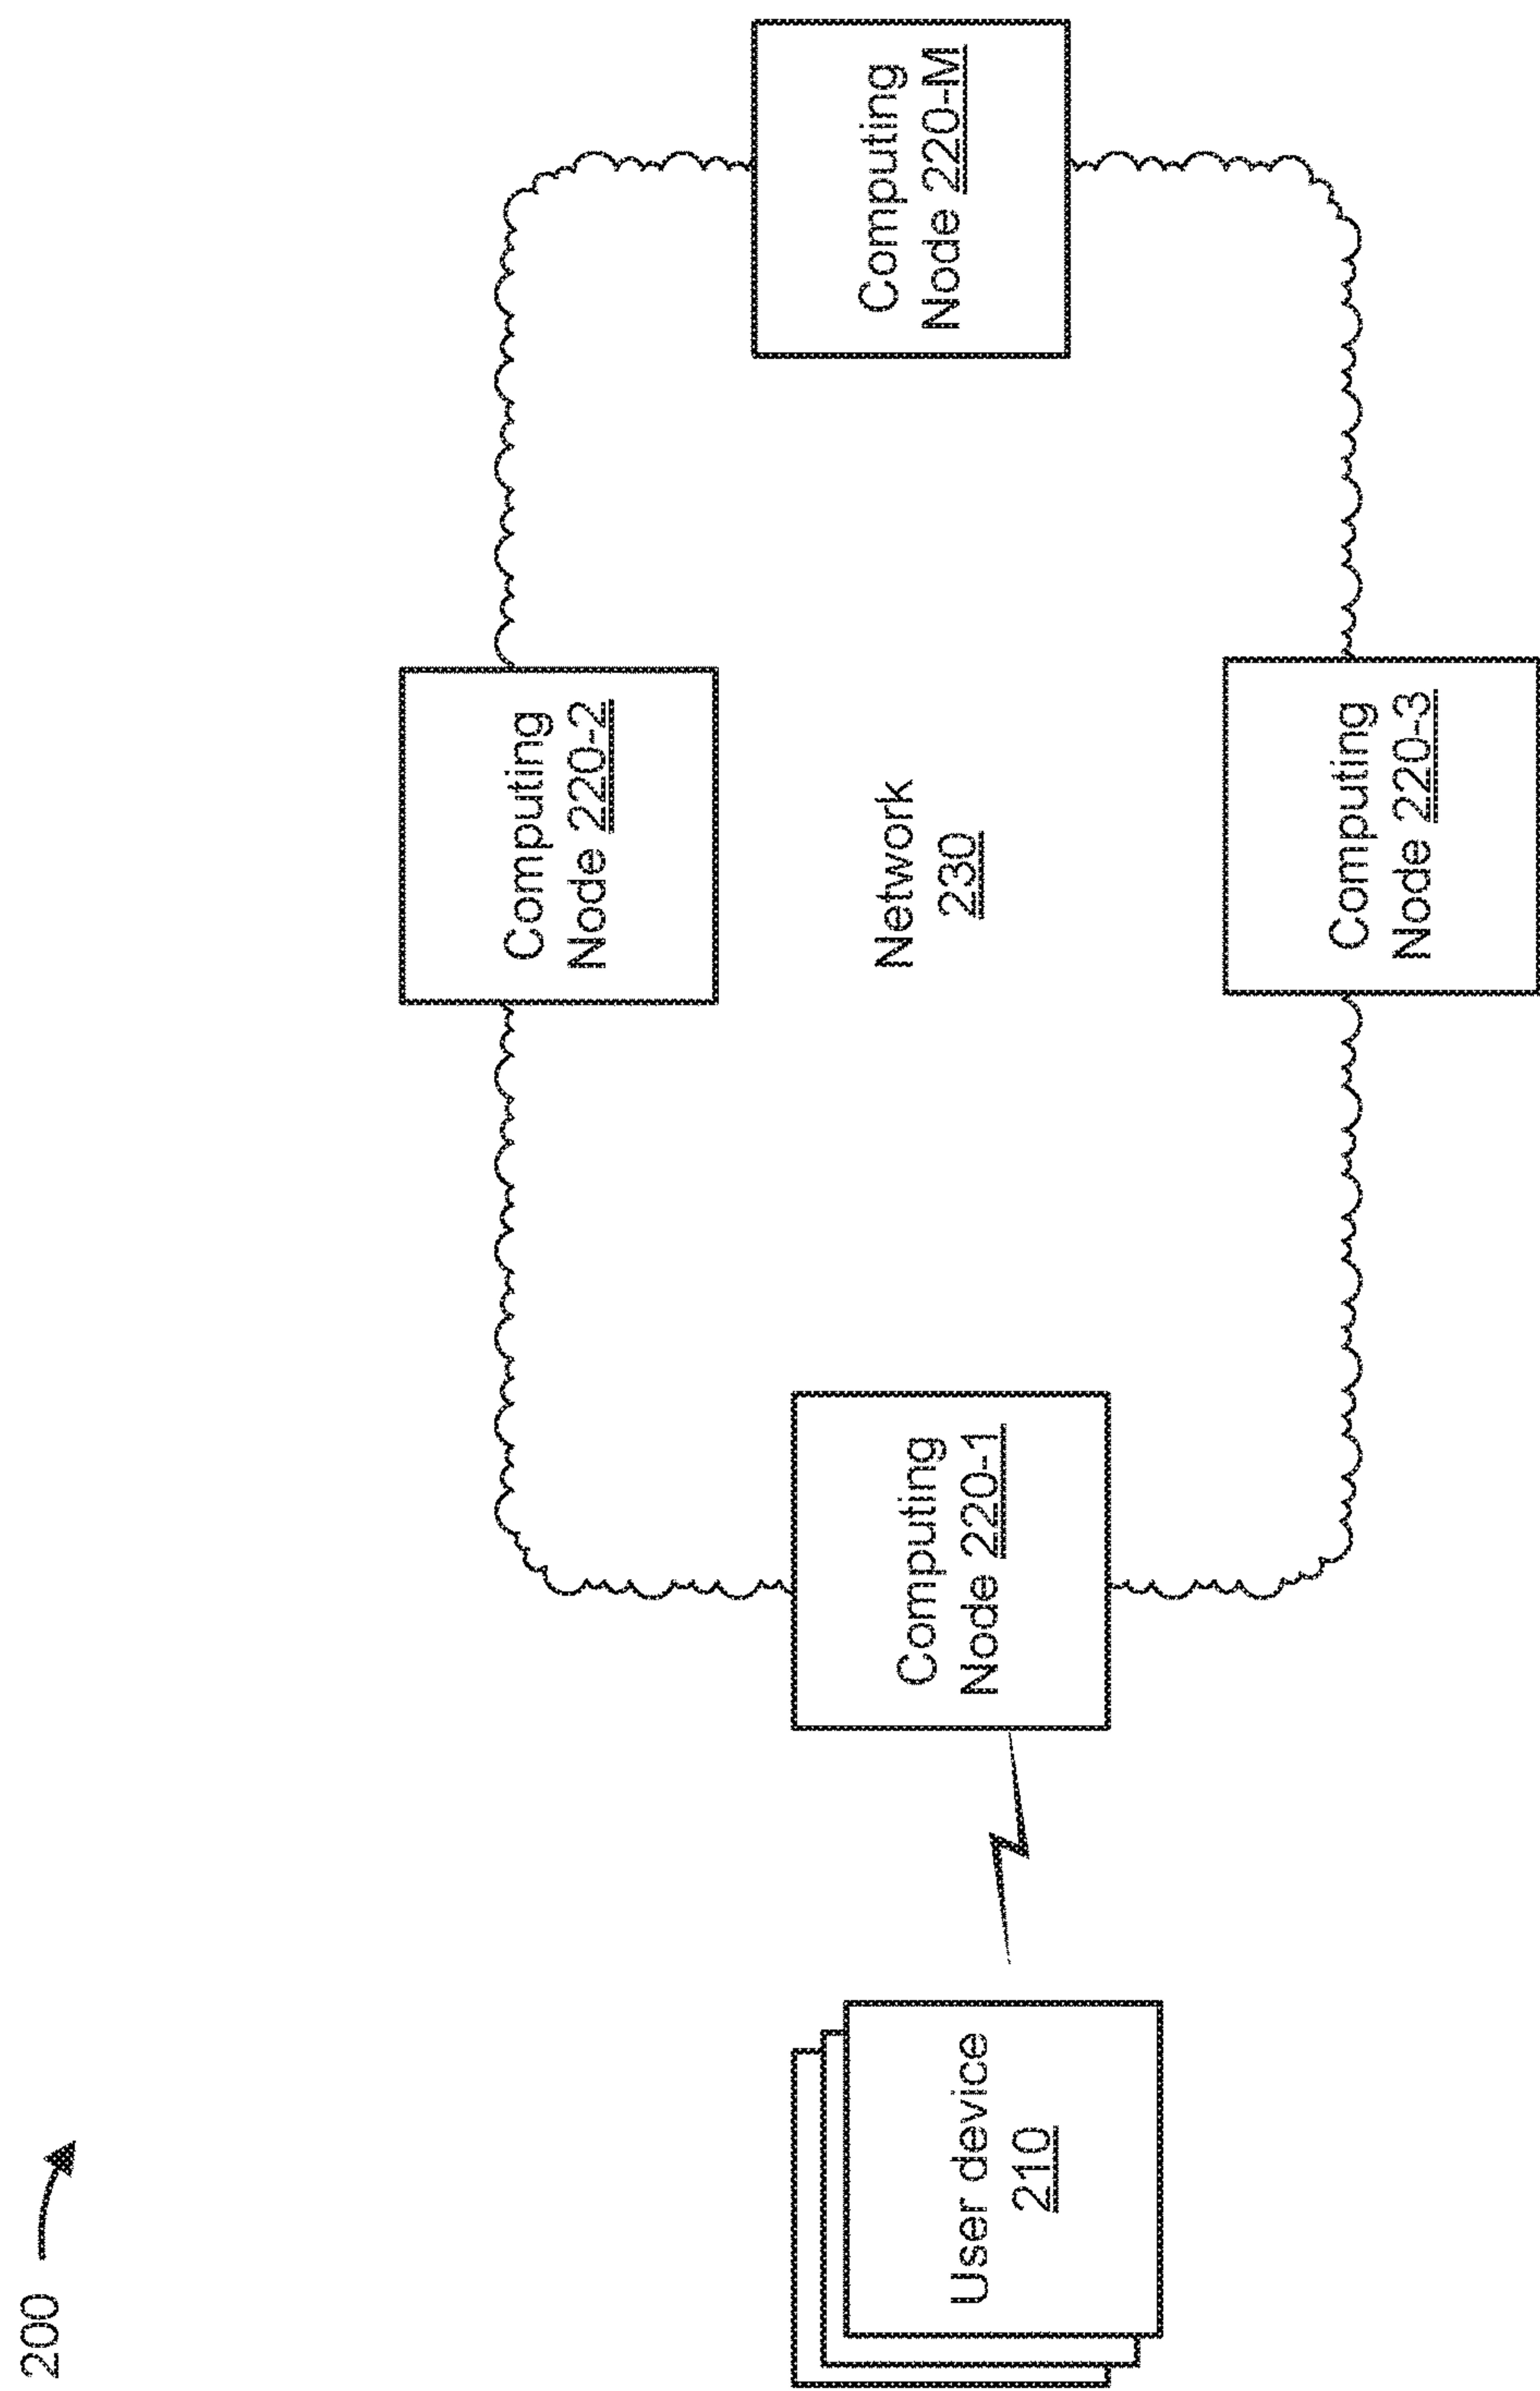 200
Computing
Node 220-2
User device
210
Computing
Node 220-1
Network
230
Computing
Node 220-M
Computing
Node 220-3